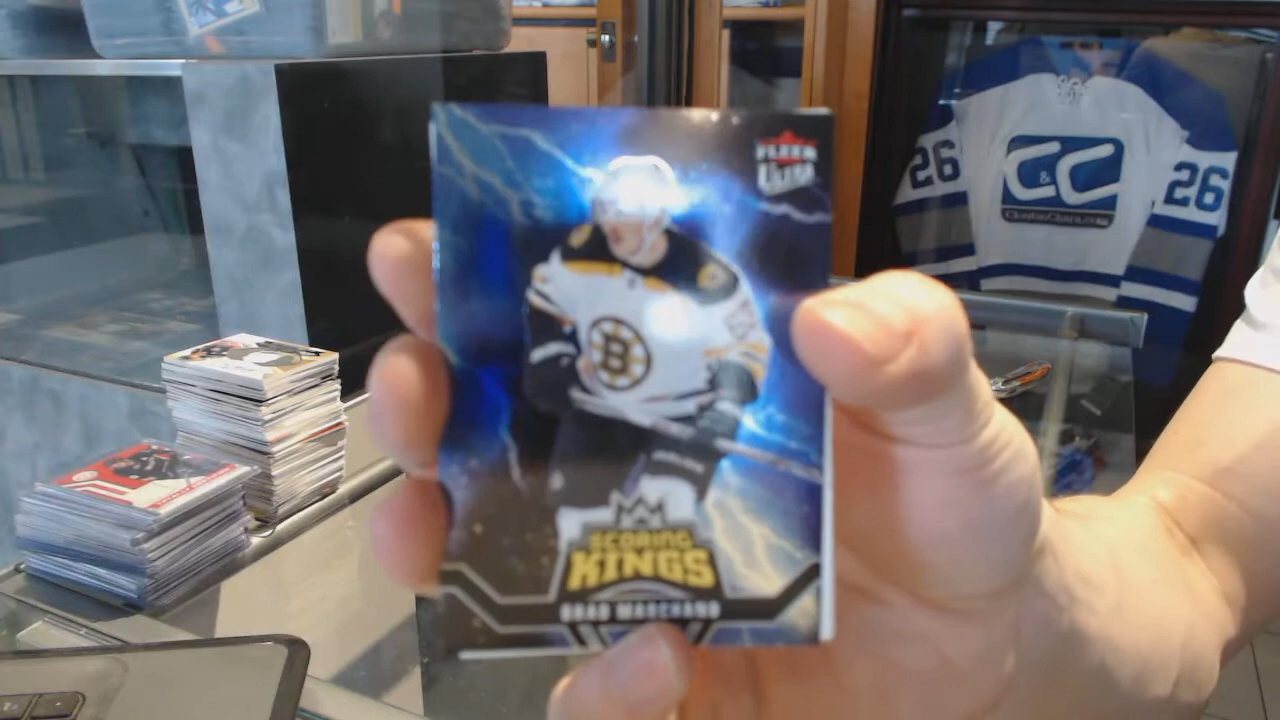 FLEER
ULTRA
26
C&C
26
B
SCORING
KINGS
BRAD MARCHAND